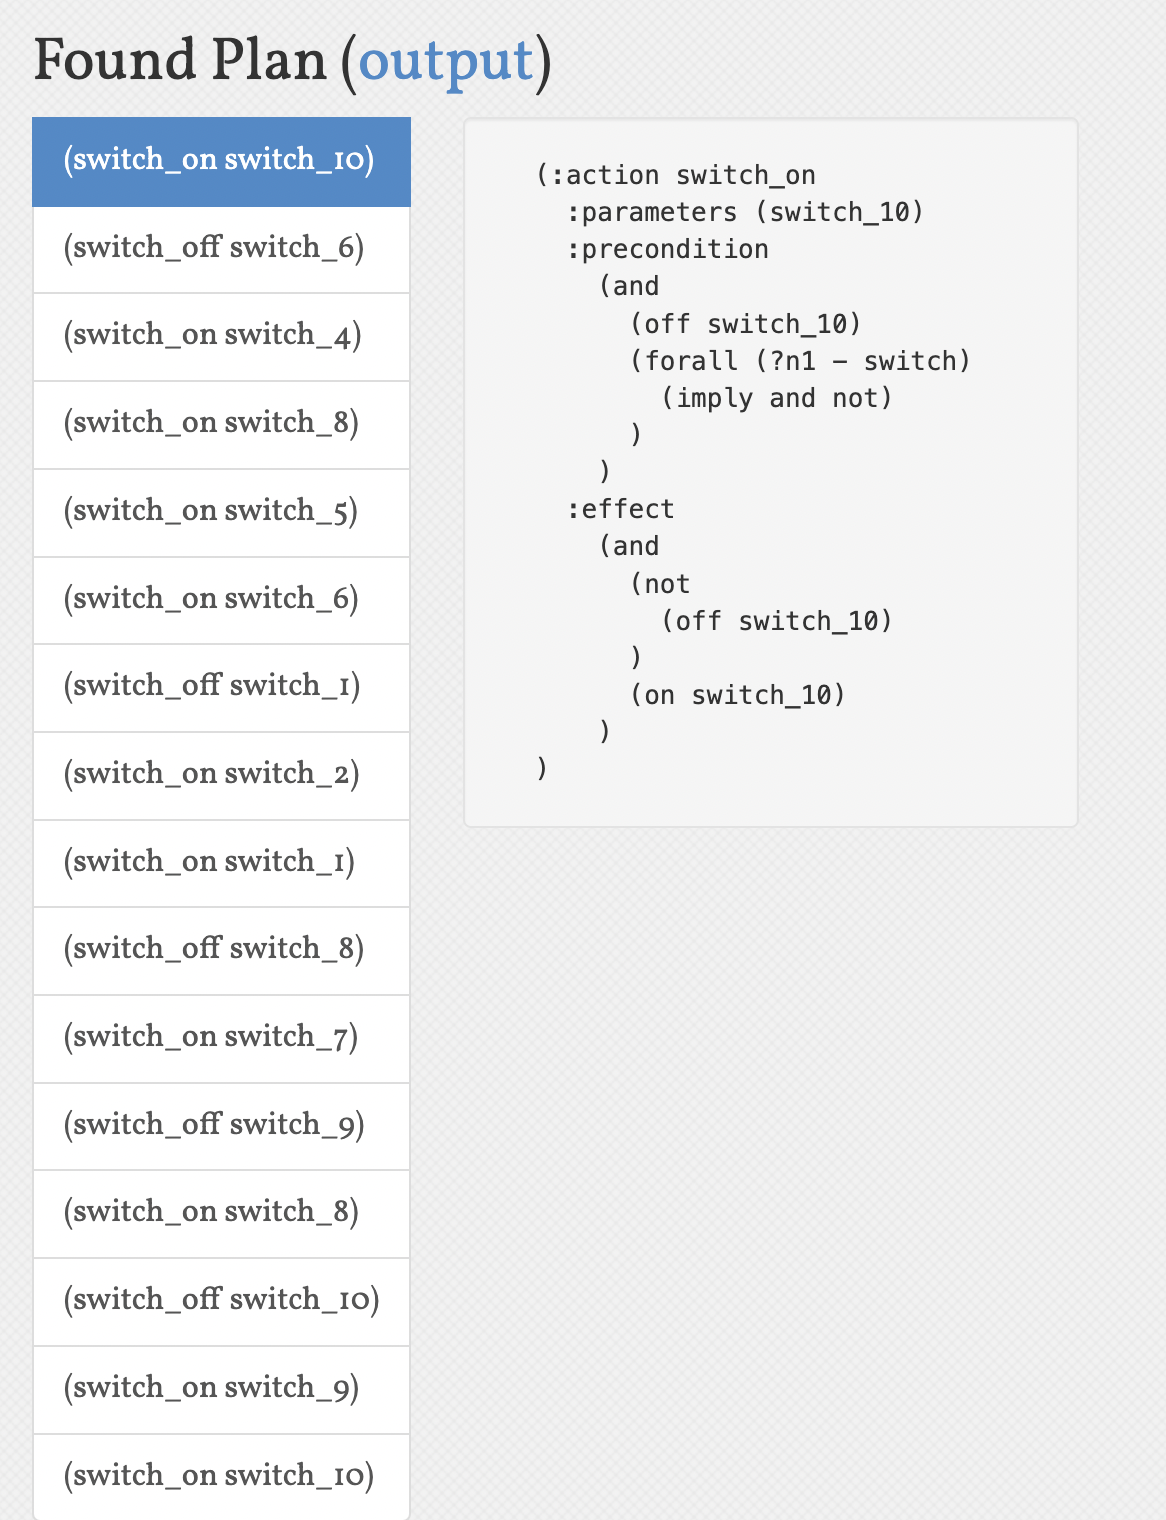 Found Plan (output)
(switch_on switch_10)
(switch_off switch_6)
(switch_on switch_4)
(switch_on switch_8)
(switch_on switch_5)
(switch_on switch_6)
(switch_off switch_1)
(switch_on switch_2)
(switch_on switch_1)
(switch_off switch_8)
(switch_on switch_7)
(switch_off switch_9)
(switch_on switch_8)
(switch_off switch_10)
(switch_on switch_9)
(switch_on switch_10)
(:action switch_on
:parameters (switch_10)
:precondition
(and
(off switch_10)
(forall (?n1 - switch)
(imply and not)
)
)
:effect
(and
(not
(off switch_10)
)
(on switch_10)
)
)